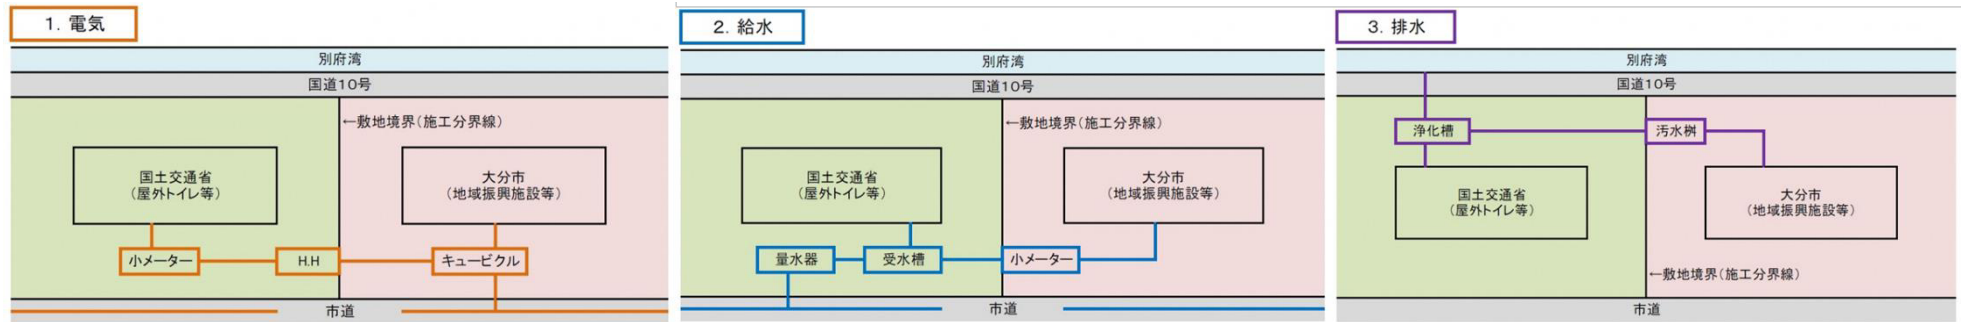 1. 電気
別府湾
国道10号
←敷地境界(施工分界線)
国土交通省
(屋外トイレ等)
大分市
(地域振興施設等)
小メーター
H.H
キュービクル
市道
2. 給水
別府湾
国道10号
←敷地境界(施工分界線)
国土交通省
(屋外トイレ等)
大分市
(地域振興施設等)
量水器
受水槽
小メーター
市道
3. 排水
別府湾
国道10号
浄化槽
汚水桝
国土交通省
(屋外トイレ等)
大分市
(地域振興施設等)
←敷地境界(施工分界線)
市道